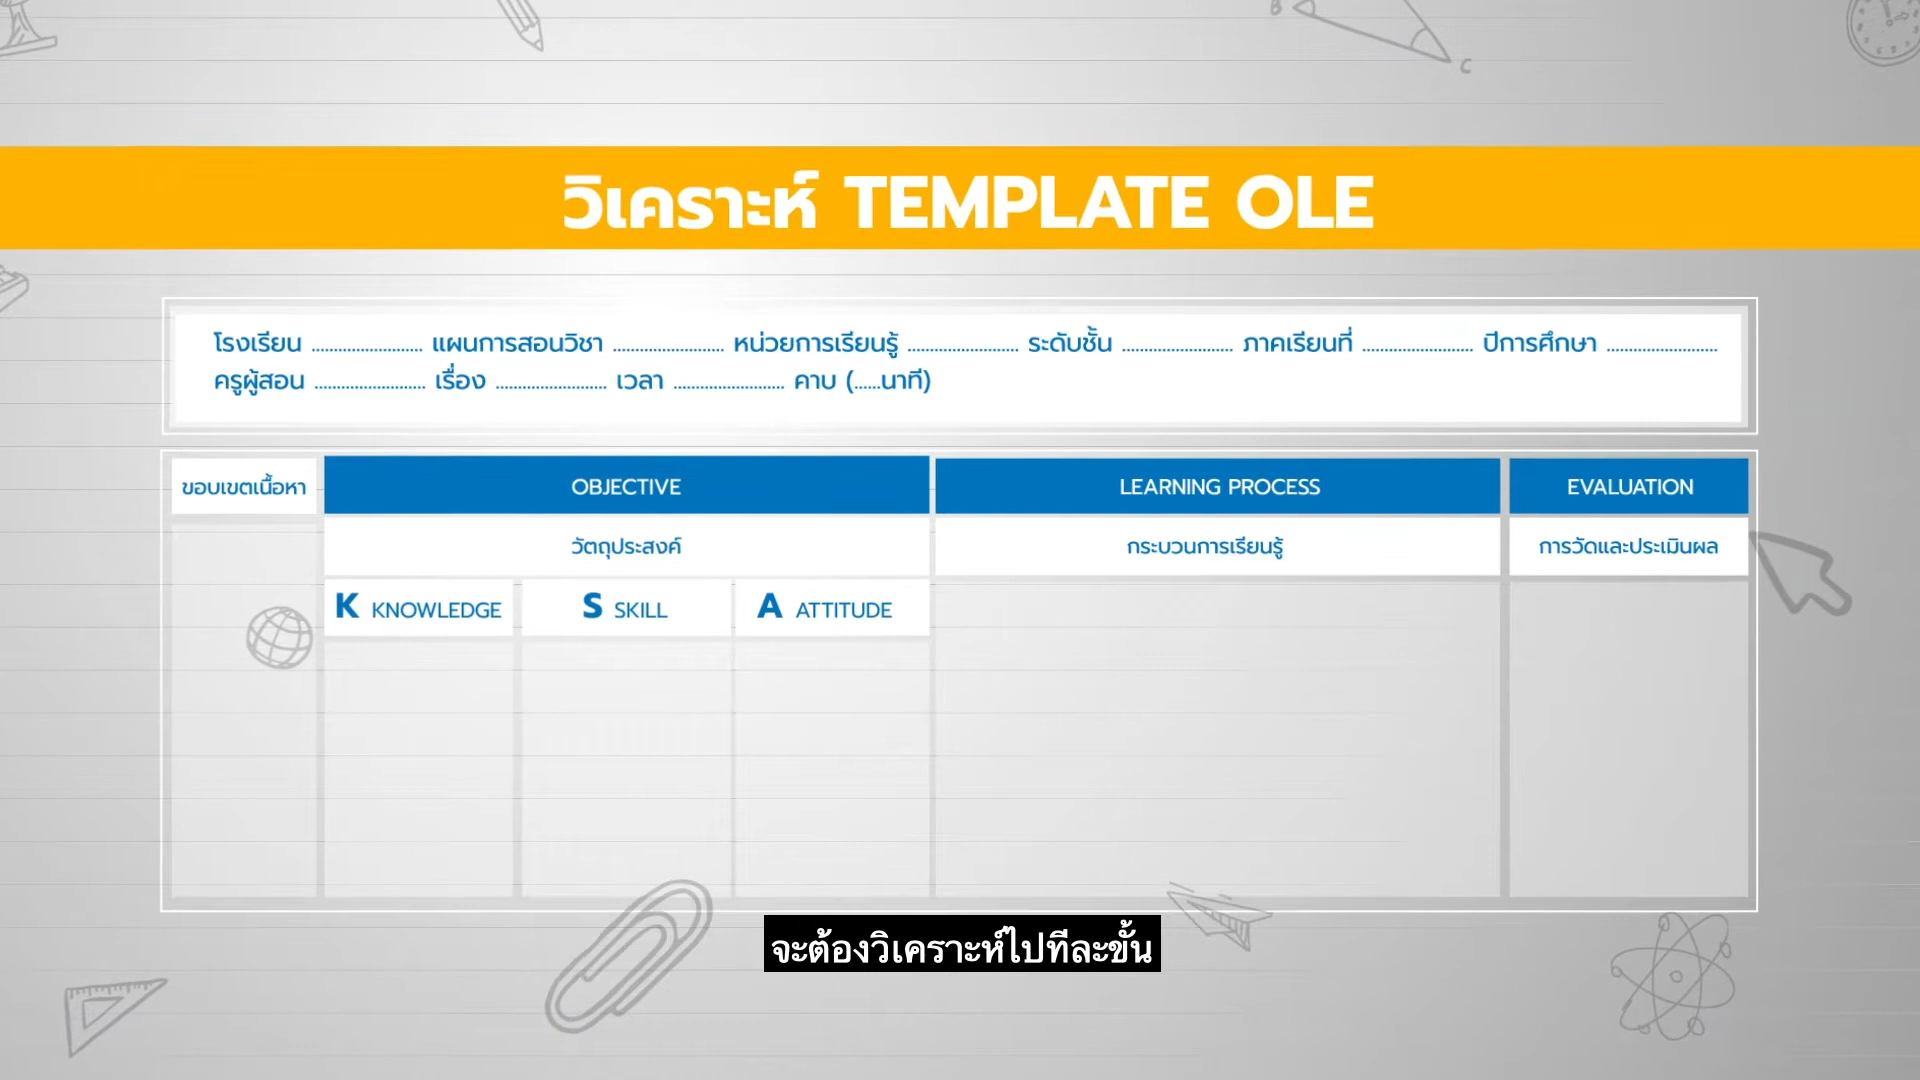 B
C
วิเคราะห์ TEMPLATE OLE
โรงเรียน ........................ แผนการสอนวิชา ........................ หน่วยการเรียนรู้ ........................ ระดับชั้น ........................ ภาคเรียนที่ ........................ ปีการศึกษา ........................
ครูผู้สอน ........................ เรื่อง ........................ เวลา ........................ คาบ (......นาที)
ขอบเขตเนื้อหา
OBJECTIVE
LEARNING PROCESS
EVALUATION
วัตถุประสงค์
กระบวนการเรียนรู้
การวัดและประเมินผล
K KNOWLEDGE
S SKILL
A ATTITUDE
จะต้องวิเคราะห์ไปทีละขั้น